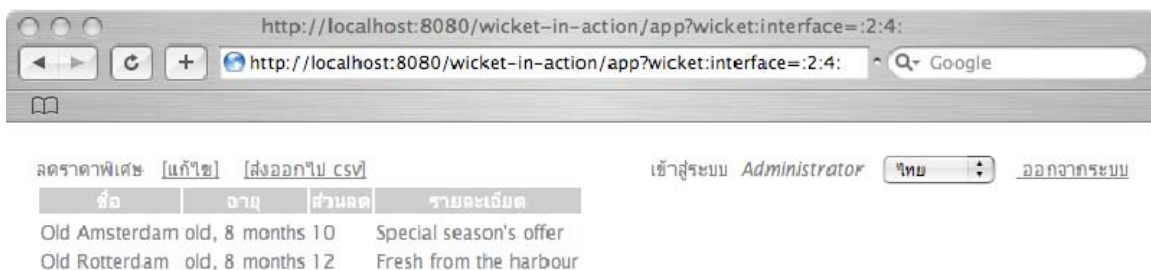 http://localhost:8080/wicket-in-action/app?wicket:interface=:2:4:
http://localhost:8080/wicket-in-action/app?wicket:interface=:2:4: Google
ลดราคาพิเศษ [แก้ไข] [ส่งออกไป csv] เข้าสู่ระบบ Administrator ไทย ออกจากระบบ
ชื่อ อายุ ส่วนลด รายละเอียด
Old Amsterdam old, 8 months 10 Special season's offer
Old Rotterdam old, 8 months 12 Fresh from the harbour